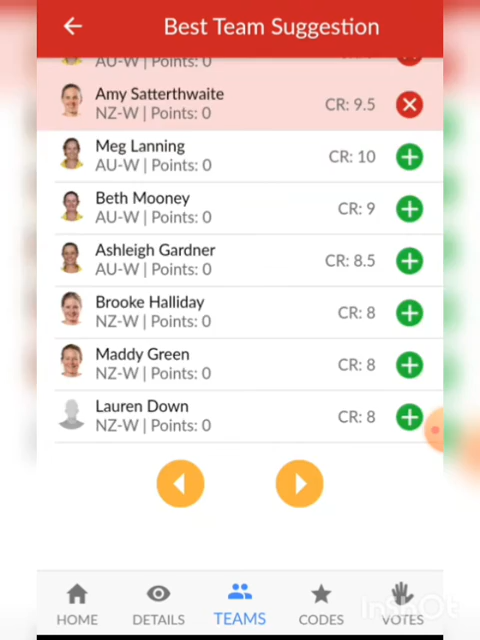 Best Team Suggestion
AU-W | Points: 0
Amy Satterthwaite
NZ-W | Points: 0
CR: 9.5
Meg Lanning
AU-W | Points: 0
CR: 10
Beth Mooney
AU-W | Points: 0
CR: 9
Ashleigh Gardner
AU-W | Points: 0
CR: 8.5
Brooke Halliday
NZ-W | Points: 0
CR: 8
Maddy Green
NZ-W | Points: 0
CR: 8
Lauren Down
NZ-W | Points: 0
CR: 8
HOME DETAILS TEAMS CODES VOTES
InShOt